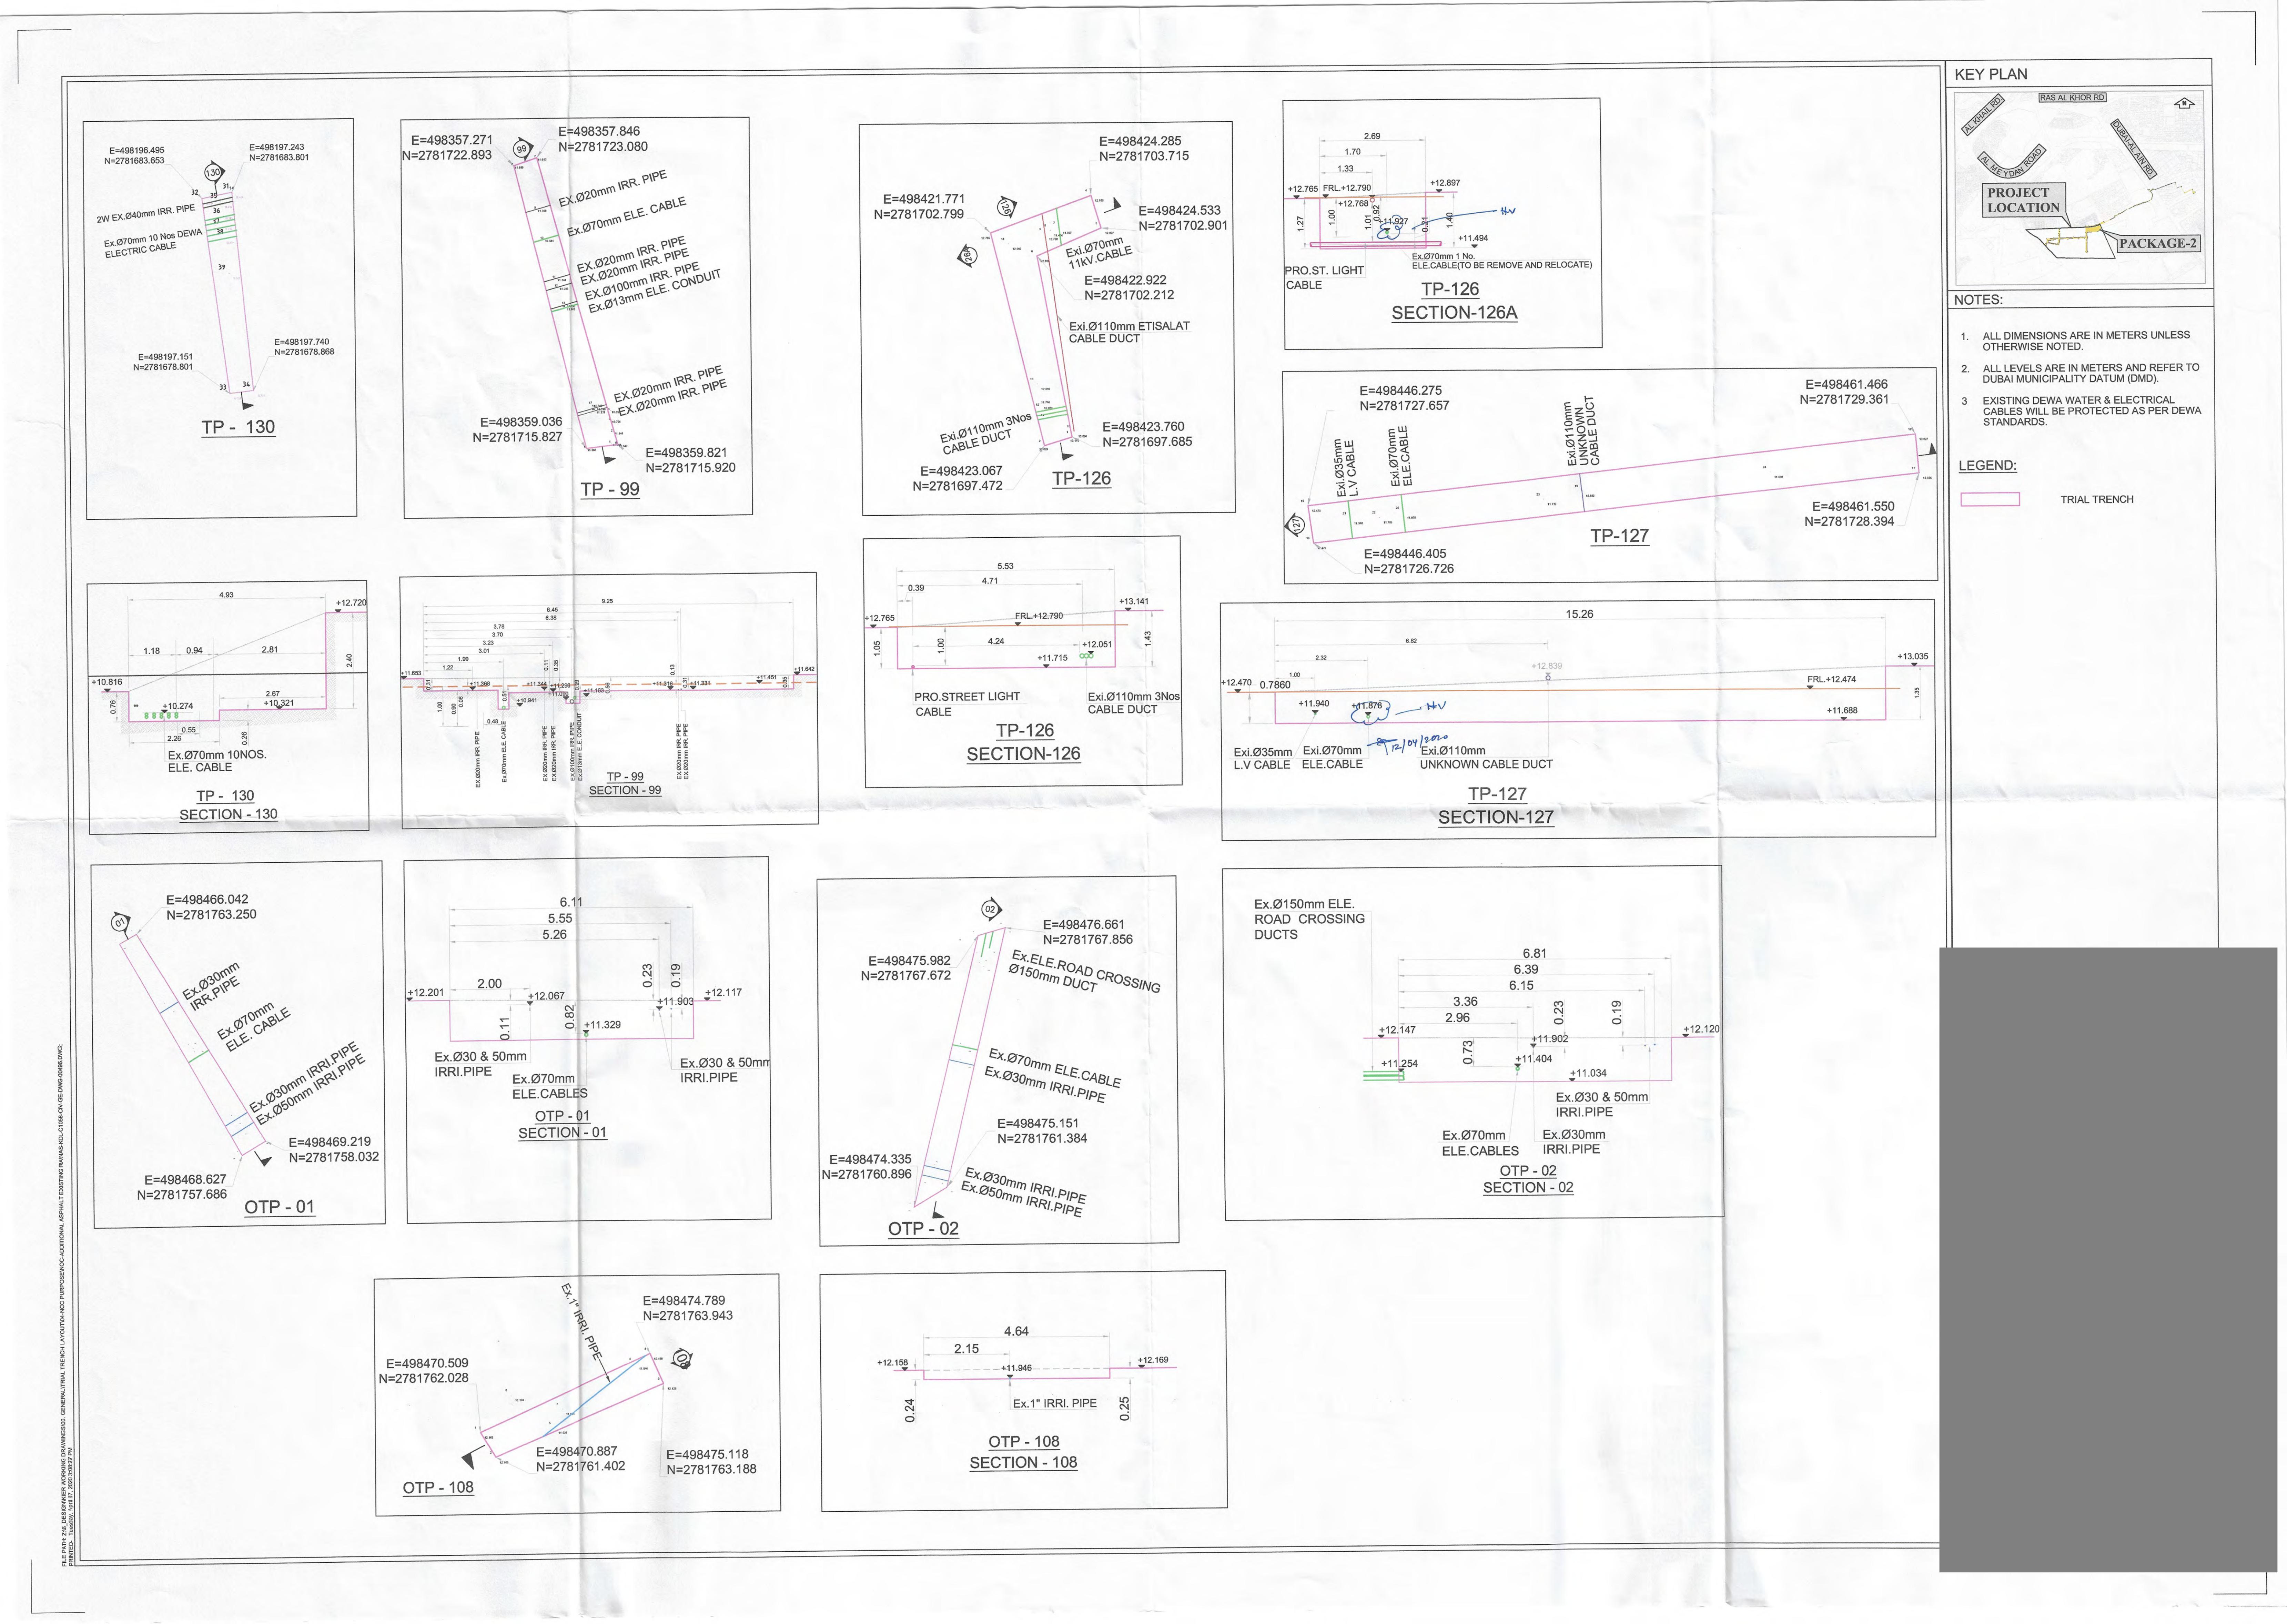 E=498196.495
N=2781683.653
E=498197.243
N=2781683.801
130
32
31
35
2W EX.Ø40mm IRR. PIPE
36
37
Ex.Ø70mm 10 Nos DEWA
ELECTRIC CABLE
38
39
E=498197.151
N=2781678.801
E=498197.740
N=2781678.868
33
34
TP - 130
E=498357.271
N=2781722.893
E=498357.846
N=2781723.080
99
EX.Ø20mm IRR. PIPE
Ex.Ø70mm ELE. CABLE
EX.Ø20mm IRR. PIPE
EX.Ø20mm IRR. PIPE
EX.Ø100mm IRR. PIPE
Ex.Ø13mm ELE. CONDUIT
EX.Ø20mm IRR. PIPE
EX.Ø20mm IRR. PIPE
E=498359.036
N=2781715.827
E=498359.821
N=2781715.920
TP - 99
E=498424.285
N=2781703.715
E=498421.771
N=2781702.799
126
E=498424.533
N=2781702.901
Exi.Ø70mm
11kV.CABLE
E=498422.922
N=2781702.212
Exi.Ø110mm ETISALAT
CABLE DUCT
Exi.Ø110mm 3Nos
CABLE DUCT
E=498423.760
N=2781697.685
E=498423.067
N=2781697.472
TP-126
2.69
1.70
1.33
+12.765
FRL.+12.790
+12.897
+12.768
1.27
1.00
1.01
0.92
+11.927
HV
0.21
1.40
+11.494
PRO.ST. LIGHT
CABLE
Ex.Ø70mm 1 No.
ELE.CABLE(TO BE REMOVE AND RELOCATE)
TP-126
SECTION-126A
E=498446.275
N=2781727.657
E=498461.466
N=2781729.361
Exi.Ø35mm
L.V CABLE
Exi.Ø70mm
ELE.CABLE
Exi.Ø110mm
UNKNOWN
CABLE DUCT
127
E=498446.405
N=2781726.726
E=498461.550
N=2781728.394
TP-127
4.93
+12.720
1.18
0.94
2.81
2.40
+10.816
0.76
+10.274
2.67
+10.321
0.55
2.26
0.26
Ex.Ø70mm 10NOS.
ELE. CABLE
TP - 130
SECTION - 130
9.25
6.45
6.38
3.78
3.70
3.23
3.01
1.99
1.22
+11.653
+11.642
+11.368
+11.344
+11.103
+11.316
+11.331
+11.451
+10.941
1.00
0.48
EX.Ø20mm IRR. PIPE
Ex.Ø70mm ELE. CABLE
EX.Ø20mm IRR. PIPE
EX.Ø20mm IRR. PIPE
EX.Ø100mm IRR. PIPE
Ex.Ø13mm ELE. CONDUIT
EX.Ø20mm IRR. PIPE
EX.Ø20mm IRR. PIPE
TP - 99
SECTION - 99
5.53
4.71
0.39
+13.141
+12.765
FRL.+12.790
1.05
1.00
4.24
+12.051
1.43
+11.715
PRO.STREET LIGHT
CABLE
Exi.Ø110mm 3Nos
CABLE DUCT
TP-126
SECTION-126
15.26
6.82
2.32
1.00
+12.839
+13.035
+12.470
0.7860
FRL.+12.474
+11.940
+11.876
HV
+11.688
1.35
12/04/2020
Exi.Ø35mm
L.V CABLE
Exi.Ø70mm
ELE.CABLE
Exi.Ø110mm
UNKNOWN CABLE DUCT
TP-127
SECTION-127
E=498466.042
N=2781763.250
01
Ex.Ø30mm
IRR.PIPE
Ex.Ø70mm
ELE. CABLE
Ex.Ø30mm IRRI.PIPE
Ex.Ø50mm IRRI.PIPE
E=498469.219
N=2781758.032
E=498468.627
N=2781757.686
OTP - 01
6.11
5.55
5.26
2.00
0.23
0.19
+12.201
+12.067
+12.117
+11.903
0.11
0.82
+11.329
Ex.Ø30 & 50mm
IRRI.PIPE
Ex.Ø30 & 50mm
IRRI.PIPE
Ex.Ø70mm
ELE.CABLES
OTP - 01
SECTION - 01
02
E=498476.661
N=2781767.856
E=498475.982
N=2781767.672
Ex.ELE.ROAD CROSSING
Ø150mm DUCT
Ex.Ø70mm ELE.CABLE
Ex.Ø30mm IRRI.PIPE
E=498475.151
N=2781761.384
E=498474.335
N=2781760.896
Ex.Ø30mm IRRI.PIPE
Ex.Ø50mm IRRI.PIPE
OTP - 02
Ex.Ø150mm ELE.
ROAD CROSSING
DUCTS
6.81
6.39
6.15
3.36
2.96
0.23
0.19
+12.147
+12.120
+11.902
0.73
+11.404
+11.254
+11.034
Ex.Ø30 & 50mm
IRRI.PIPE
Ex.Ø70mm
ELE.CABLES
Ex.Ø30mm
IRRI.PIPE
OTP - 02
SECTION - 02
Ex.1" IRRI. PIPE
E=498474.789
N=2781763.943
E=498470.509
N=2781762.028
108
E=498470.887
N=2781761.402
E=498475.118
N=2781763.188
OTP - 108
4.64
2.15
+12.158
+11.946
+12.169
0.24
Ex.1" IRRI. PIPE
0.25
OTP - 108
SECTION - 108
KEY PLAN
RAS AL KHOR RD
AL KHAIL RD
N
DUBAI-AL AIN RD
AL MEYDAN ROAD
PROJECT
LOCATION
PACKAGE-2
NOTES:
1. ALL DIMENSIONS ARE IN METERS UNLESS
OTHERWISE NOTED.
2. ALL LEVELS ARE IN METERS AND REFER TO
DUBAI MUNICIPALITY DATUM (DMD).
3 EXISTING DEWA WATER & ELECTRICAL
CABLES WILL BE PROTECTED AS PER DEWA
STANDARDS.
LEGEND:
TRIAL TRENCH
PRINTED:- Tuesday, April 07, 2020 3:08:22 PM